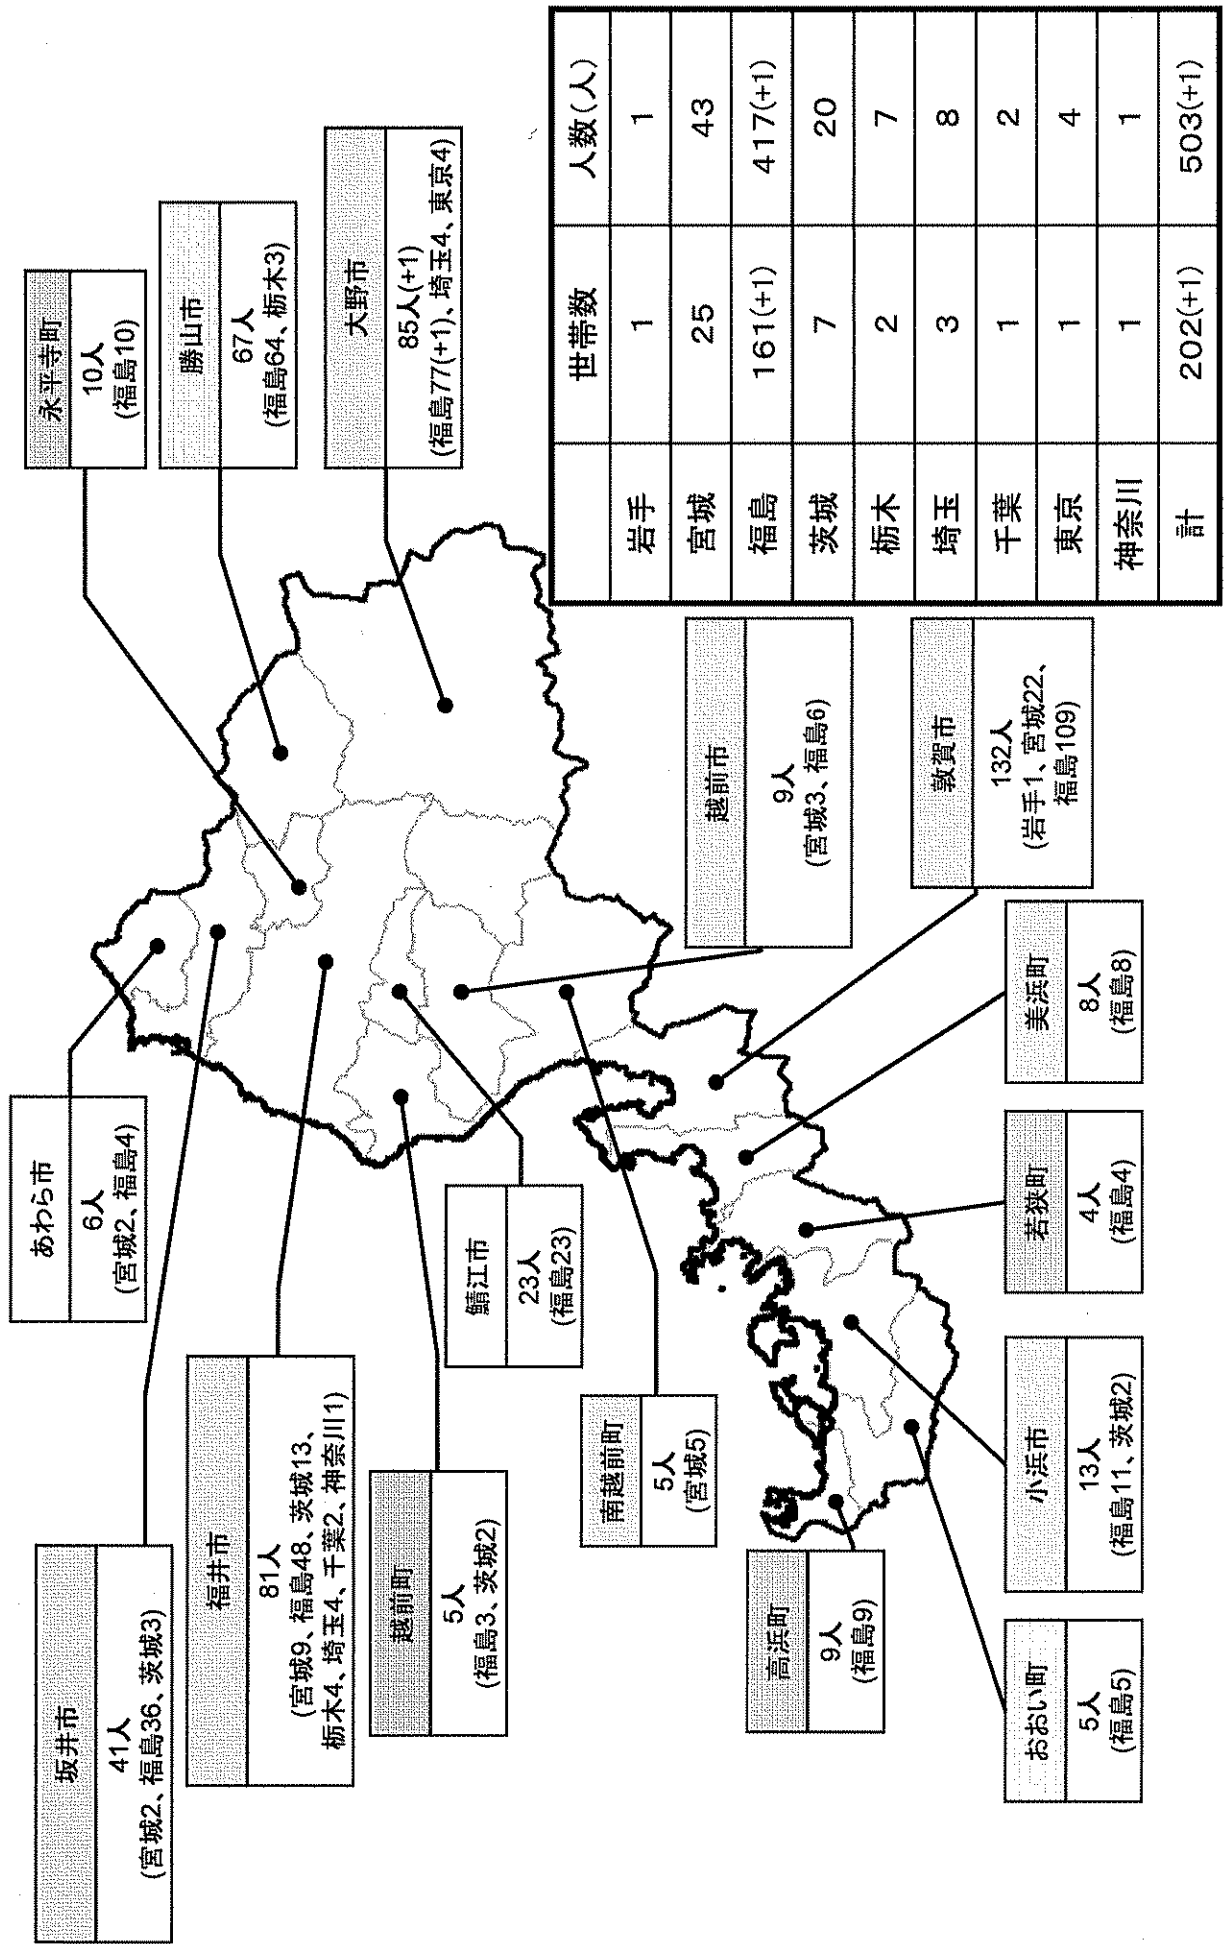 坂井市
41人
(宮城2、福島36、茨城3)
あわら市
6人
(宮城2、福島4)
永平寺町
10人
(福島10)
勝山市
67人
(福島64、栃木3)
大野市
85人(+1)
(福島77(+1)、埼玉4、東京4)
福井市
81人
(宮城9、福島48、茨城13、
栃木4、埼玉4、千葉2、神奈川1)
越前町
5人
(福島3、茨城2)
鯖江市
23人
(福島23)
南越前町
5人
(宮城5)
越前市
9人
(宮城3、福島6)
敦賀市
132人
(岩手1、宮城22、
福島109)
高浜町
9人
(福島9)
おおい町
5人
(福島5)
小浜市
13人
(福島11、茨城2)
若狭町
4人
(福島4)
美浜町
8人
(福島8)
世帯数 人数(人)
岩手 1 1
宮城 25 43
福島 161(+1) 417(+1)
茨城 7 20
栃木 2 7
埼玉 3 8
千葉 1 2
東京 1 4
神奈川 1 1
計 202(+1) 503(+1)